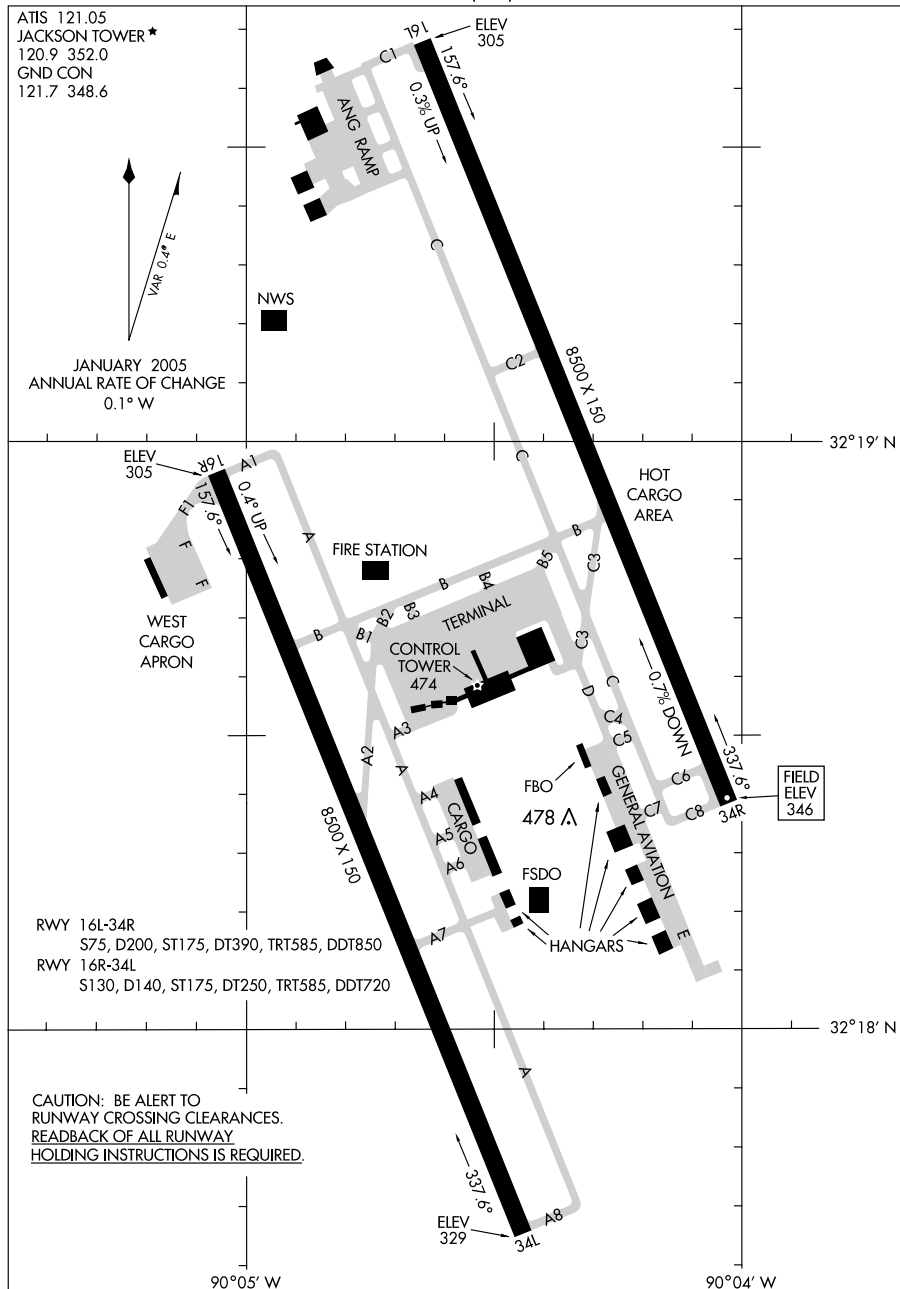 ATIS 121.05
JACKSON TOWER★
120.9 352.0
GND CON
121.7 348.6
VAR 0.4° E
JANUARY 2005
ANNUAL RATE OF CHANGE
0.1° W
16L
ELEV
305
157.6°
0.3% UP
C1
ANG RAMP
C
NWS
C2
8500 X 150
32°19' N
C
HOT
CARGO
AREA
ELEV
305
16R
A1
157.6°
0.4° UP
F1
F
F
A
FIRE STATION
WEST
CARGO
APRON
B
B1
B2
B3
B
B4
B5
B
C3
TERMINAL
CONTROL
TOWER
474
C3
D
C
C4
C5
0.7% DOWN
337.6°
A2
A3
A
A4
CARGO
A5
A6
FBO
478
GENERAL AVIATION
C6
C7
C8
34R
FIELD
ELEV
346
8500 X 150
FSDO
HANGARS
E
A7
RWY 16L-34R
S75, D200, ST175, DT390, TRT585, DDT850
RWY 16R-34L
S130, D140, ST175, DT250, TRT585, DDT720
32°18' N
A
CAUTION: BE ALERT TO
RUNWAY CROSSING CLEARANCES.
READBACK OF ALL RUNWAY
HOLDING INSTRUCTIONS IS REQUIRED.
337.6°
ELEV
329
34L
A8
90°05' W
90°04' W